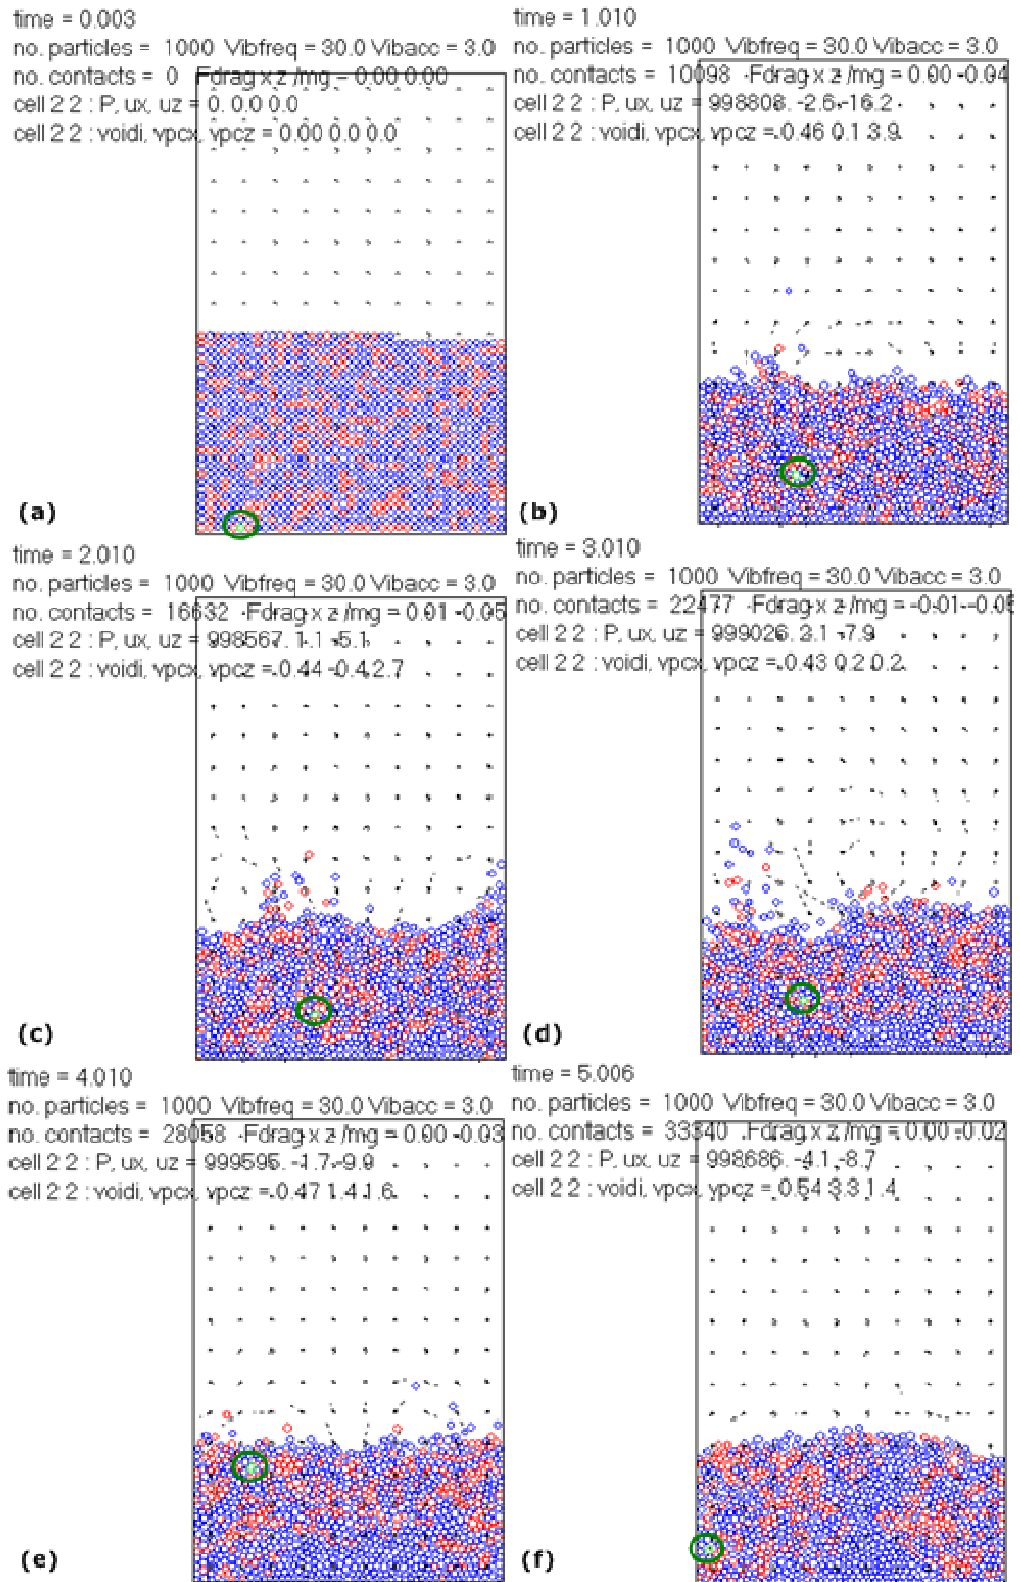 time = 0.003
no. particles = 1000 Vibfreq = 30.0 Vibacc = 3.0
no. contacts = 0 Fdrag x z /mg = 0.00 0.00
cell 2 2 : P, ux, uz = 0. 0.0 0.0
cell 2 2 : voidi, vpcx, vpcz = 0.00 0.0 0.0
(a)
time = 1.010
no. particles = 1000 Vibfreq = 30.0 Vibacc = 3.0
no. contacts = 10098 Fdrag x z /mg = 0.00 -0.04
cell 2 2 : P, ux, uz = 998808. -2.6 -16.2
cell 2 2 : voidi, vpcx, vpcz = 0.46 0.1 3.9
(b)
time = 2.010
no. particles = 1000 Vibfreq = 30.0 Vibacc = 3.0
no. contacts = 16632 Fdrag x z /mg = 0.01 -0.05
cell 2 2 : P, ux, uz = 998567. 1.1 -5.1
cell 2 2 : voidi, vpcx, vpcz = 0.44 -0.4 2.7
(c)
time = 3.010
no. particles = 1000 Vibfreq = 30.0 Vibacc = 3.0
no. contacts = 22477 Fdrag x z /mg = -0.01
cell 2 2 : P, ux, uz = 999026. 3.1 -7.9
cell 2 2 : voidi, vpcx, vpcz = 0.43 0.2 0.2
(d)
time = 4.010
no. particles = 1000 Vibfreq = 30.0 Vibacc = 3.0
no. contacts = 28058 Fdrag x z /mg = 0.00 -0.03
cell 2 2 : P, ux, uz = 999595. -9.9
cell 2 2 : voidi, vpcx, vpcz = 0.47 1.4 1.6
(e)
time = 5.006
no. particles = 1000 Vibfreq = 30.0 Vibacc = 3.0
no. contacts = 33340 Fdrag x z /mg = 0.00 -0.02
cell 2 2 : P, ux, uz = 998686. -4.1 -8.7
cell 2 2 : voidi, vpcx, vpcz = 0.54 3.3 1.4
(f)